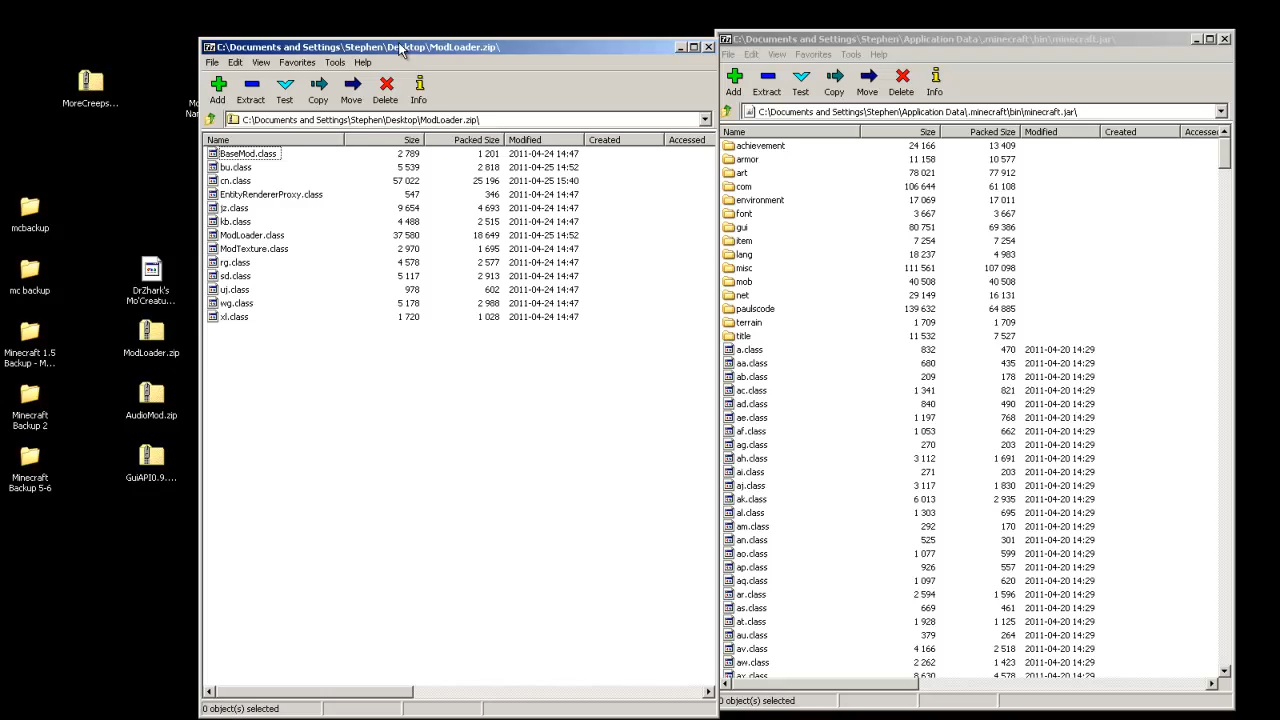 MoreCreeps...
mcbackup
mc backup
DrZhark's
Mo'Creatu...
Minecraft 1.5
Backup - M...
ModLoader.zip
Minecraft
Backup 2
AudioMod.zip
Minecraft
Backup 5-6
GuiAPI0.9....
C:\Documents and Settings\Stephen\Desktop\ModLoader.zip\
File Edit View Favorites Tools Help
Add Extract Test Copy Move Delete Info
C:\Documents and Settings\Stephen\Desktop\ModLoader.zip\
Name Size Packed Size Modified Created Accessed
BaseMod.class 2 789 1 201 2011-04-24 14:47
bu.class 5 539 2 818 2011-04-25 14:52
cn.class 57 022 25 196 2011-04-25 15:40
EntityRendererProxy.class 547 346 2011-04-24 14:47
jz.class 9 654 4 693 2011-04-24 14:47
kb.class 4 488 2 515 2011-04-24 14:47
ModLoader.class 37 580 18 649 2011-04-25 14:52
ModTexture.class 2 970 1 695 2011-04-24 14:47
rg.class 4 578 2 577 2011-04-24 14:47
sd.class 5 117 2 913 2011-04-24 14:47
uj.class 978 602 2011-04-24 14:47
wg.class 5 178 2 988 2011-04-24 14:47
xl.class 1 720 1 028 2011-04-24 14:47
0 object(s) selected
C:\Documents and Settings\Stephen\Application Data\.minecraft\bin\minecraft.jar\
File Edit View Favorites Tools Help
Add Extract Test Copy Move Delete Info
C:\Documents and Settings\Stephen\Application Data\.minecraft\bin\minecraft.jar\
Name Size Packed Size Modified Created Accessed
achievement 24 166 13 409
armor 11 158 10 577
art 78 021 77 912
com 106 644 61 108
environment 17 069 17 011
font 3 667 3 667
gui 80 751 69 386
item 7 254 7 254
lang 18 237 4 983
misc 111 561 107 098
mob 40 508 40 508
net 29 149 16 131
paulscode 139 632 64 885
terrain 1 709 1 709
title 11 532 7 527
a.class 832 470 2011-04-20 14:29
aa.class 680 435 2011-04-20 14:29
ab.class 209 178 2011-04-20 14:29
ac.class 1 341 821 2011-04-20 14:29
ad.class 840 490 2011-04-20 14:29
ae.class 1 197 768 2011-04-20 14:29
af.class 1 053 662 2011-04-20 14:29
ag.class 270 203 2011-04-20 14:29
ah.class 3 112 1 691 2011-04-20 14:29
ai.class 271 203 2011-04-20 14:29
aj.class 3 117 1 830 2011-04-20 14:29
ak.class 6 013 2 935 2011-04-20 14:29
al.class 1 303 695 2011-04-20 14:29
am.class 292 170 2011-04-20 14:29
an.class 525 301 2011-04-20 14:29
ao.class 1 077 599 2011-04-20 14:29
ap.class 926 557 2011-04-20 14:29
aq.class 1 097 620 2011-04-20 14:29
ar.class 2 594 1 596 2011-04-20 14:29
as.class 669 461 2011-04-20 14:29
at.class 1 928 1 125 2011-04-20 14:29
au.class 379 264 2011-04-20 14:29
av.class 4 166 2 518 2011-04-20 14:29
aw.class 2 262 1 423 2011-04-20 14:29
ax.class 8 630 4 578 2011-04-20 14:29
0 object(s) selected